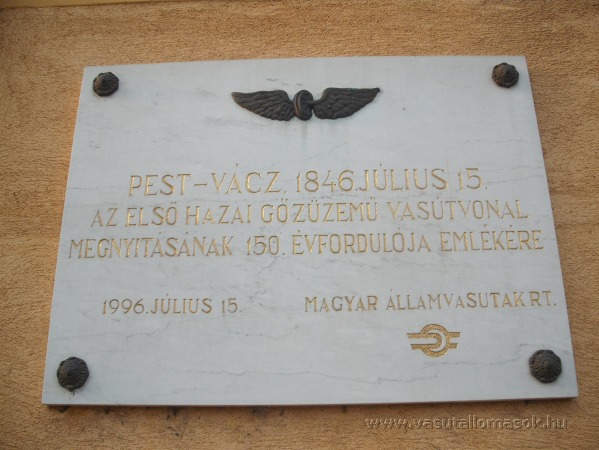 PEST-VÁCZ. 1846.JÚLIUS 15.
AZ ELSŐ HAZAI GŐZÜZEMŰ VASÚTVONAL
MEGNYITÁSÁNAK 150. ÉVFORDULÓJA EMLÉKÉRE
1996.JÚLIUS 15. MAGYAR ÁLLAMVASUTAK RT.
www.vasutallomasok.hu